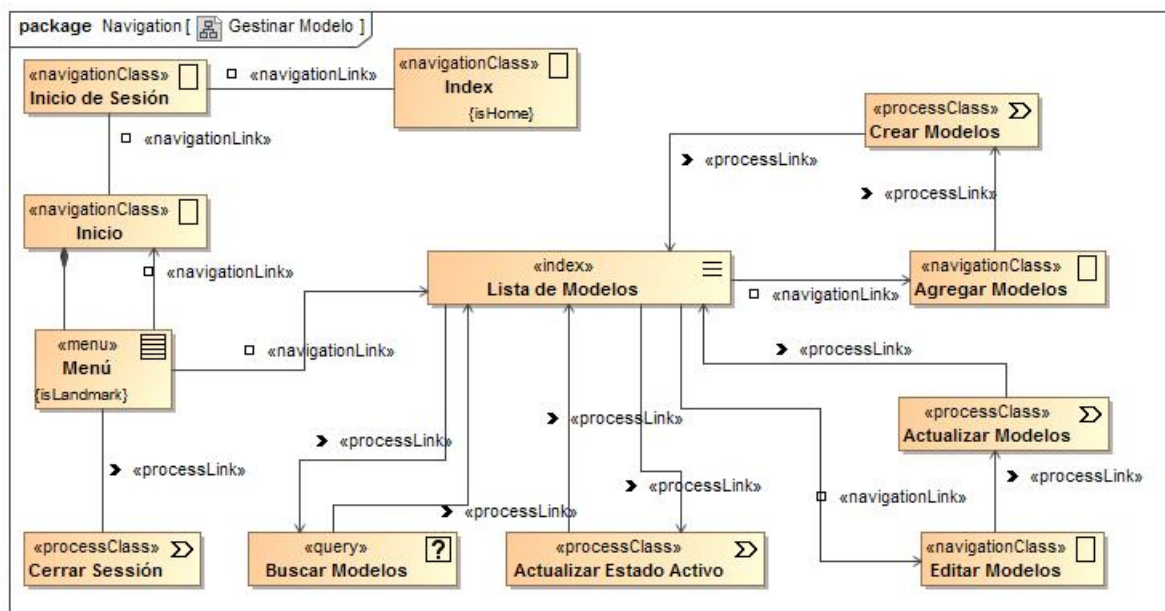 package Navigation [ Gestinar Modelo ]
«navigationClass»
Inicio de Sesión
«navigationLink»
«navigationClass»
Index
{isHome}
«navigationLink»
«processClass»
Crear Modelos
«processLink»
«processLink»
«navigationClass»
Inicio
«navigationLink»
«index»
Lista de Modelos
«navigationClass»
Agregar Modelos
«navigationLink»
«menu»
Menú
{isLandmark}
«navigationLink»
«processLink»
«processClass»
Actualizar Modelos
«processLink»
«processLink»
«processLink»
«processLink»
«processLink»
«navigationLink»
«processLink»
«processClass»
Cerrar Sessión
«query»
Buscar Modelos
?
«processClass»
Actualizar Estado Activo
«navigationClass»
Editar Modelos